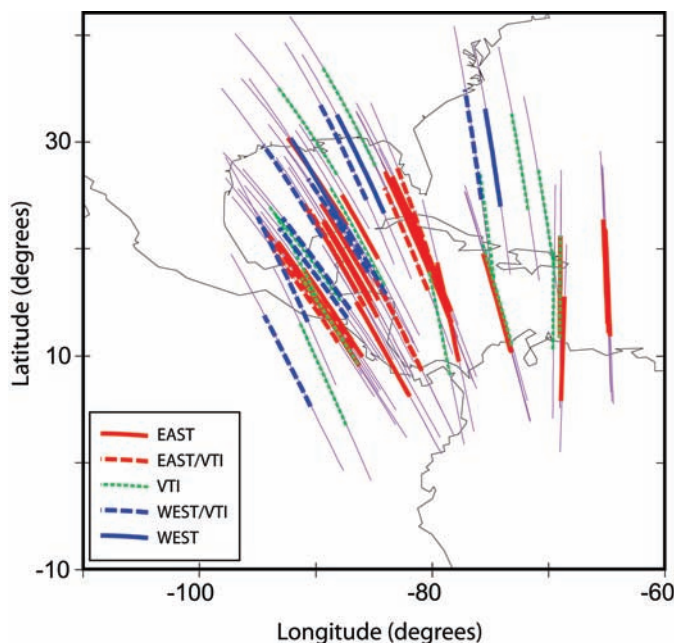 30
10
-10
Latitude (degrees)
EAST
EAST/VTI
VTI
WEST/VTI
WEST
-100
-80
-60
Longitude (degrees)